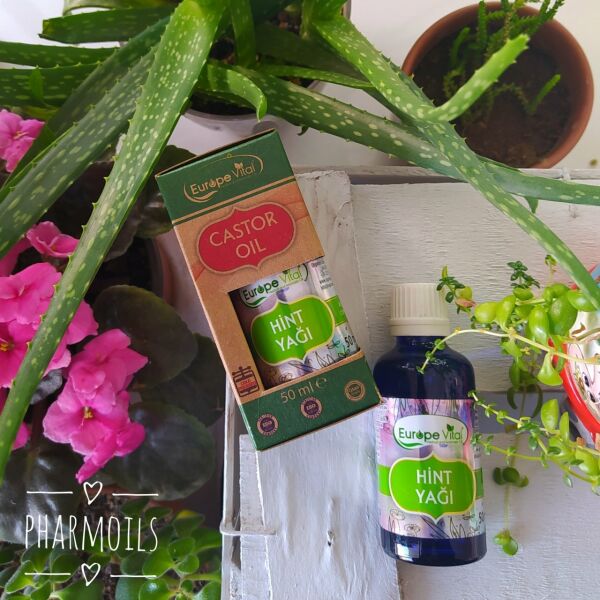 Europe Vital
CASTOR
OIL
Europe Vital
HİNT
YAĞI
50 ml e
Europe Vital
HİNT
YAĞI
PHARMOILS